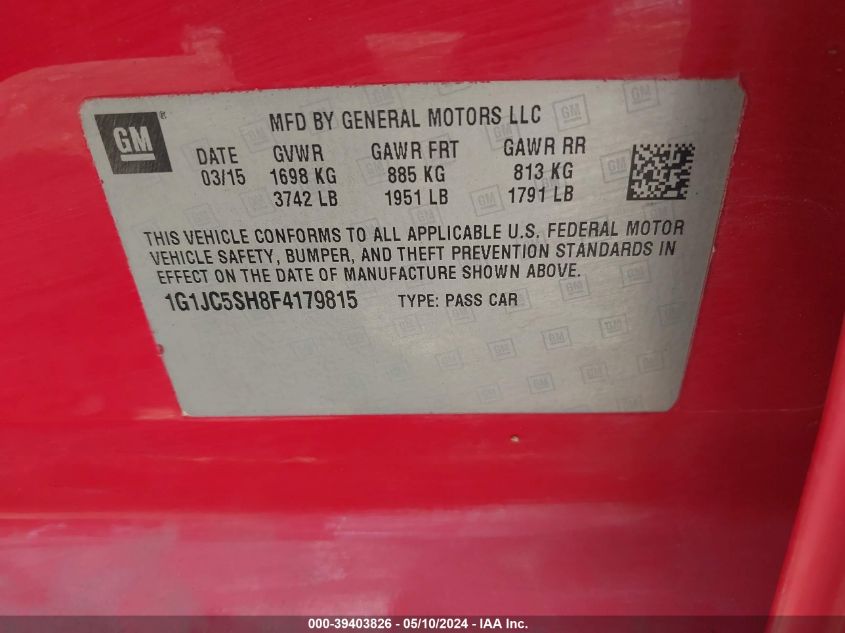 GM ® MFD BY GENERAL MOTORS LLC
DATE GVWR GAWR FRT GAWR RR
03/15 1698 KG 885 KG 813 KG
3742 LB 1951 LB 1791 LB
THIS VEHICLE CONFORMS TO ALL APPLICABLE U.S. FEDERAL MOTOR
VEHICLE SAFETY, BUMPER, AND THEFT PREVENTION STANDARDS IN
EFFECT ON THE DATE OF MANUFACTURE SHOWN ABOVE.
1G1JC5SH8F4179815 TYPE: PASS CAR
000-39403826 - 05/10/2024 - IAA Inc.